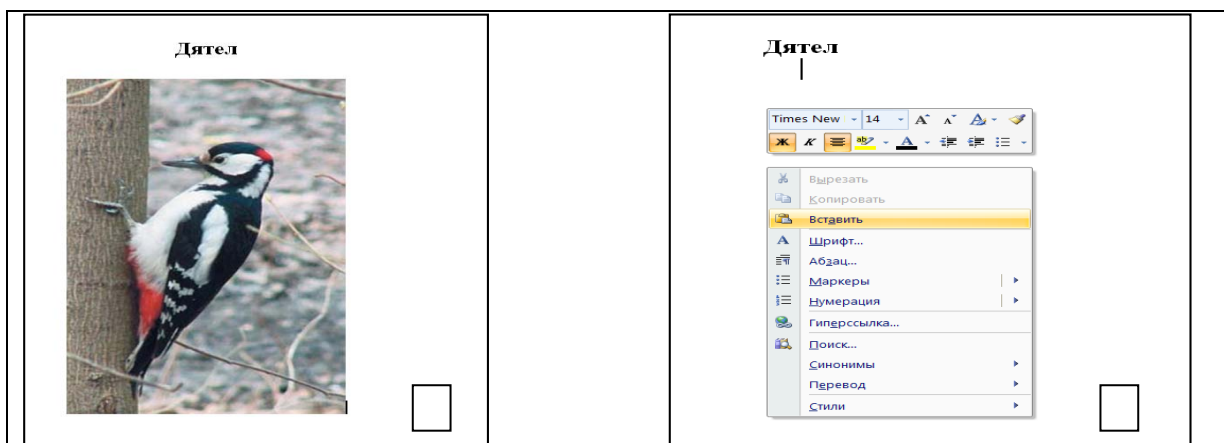 Дятел
Дятел
Times New 14
Ж К
Вырезать
Копировать
Вставить
Шрифт...
Абзац...
Маркеры
Нумерация
Гиперссылка...
Поиск...
Синонимы
Перевод
Стили